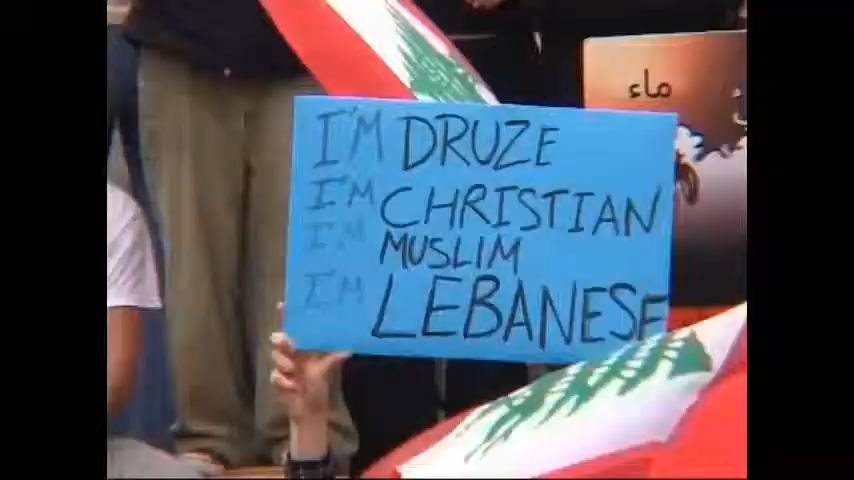 I'M DRUZE
I'M CHRISTIAN
I'M MUSLIM
I'M LEBANESE
ماء